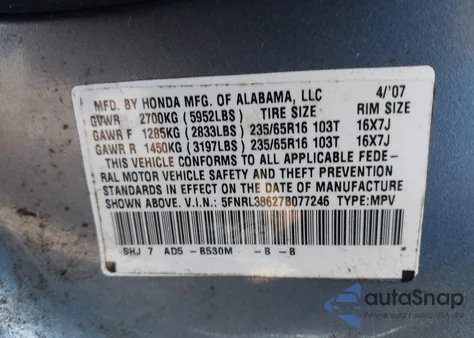 MFD. BY HONDA MFG. OF ALABAMA, LLC 4/'07
GVWR 2700KG (5952LBS) TIRE SIZE RIM SIZE
GAWR F 1285KG (2833LBS) 235/65R16 103T 16X7J
GAWR R 1450KG (3197LBS) 235/65R16 103T 16X7J
THIS VEHICLE CONFORMS TO ALL APPLICABLE FEDE-
RAL MOTOR VEHICLE SAFETY AND THEFT PREVENTION
STANDARDS IN EFFECT ON THE DATE OF MANUFACTURE
SHOWN ABOVE. V.I.N.: 5FNRL38627B077246 TYPE:MPV
SHJ 7 AD5 -B530M -B -B
autoSnap